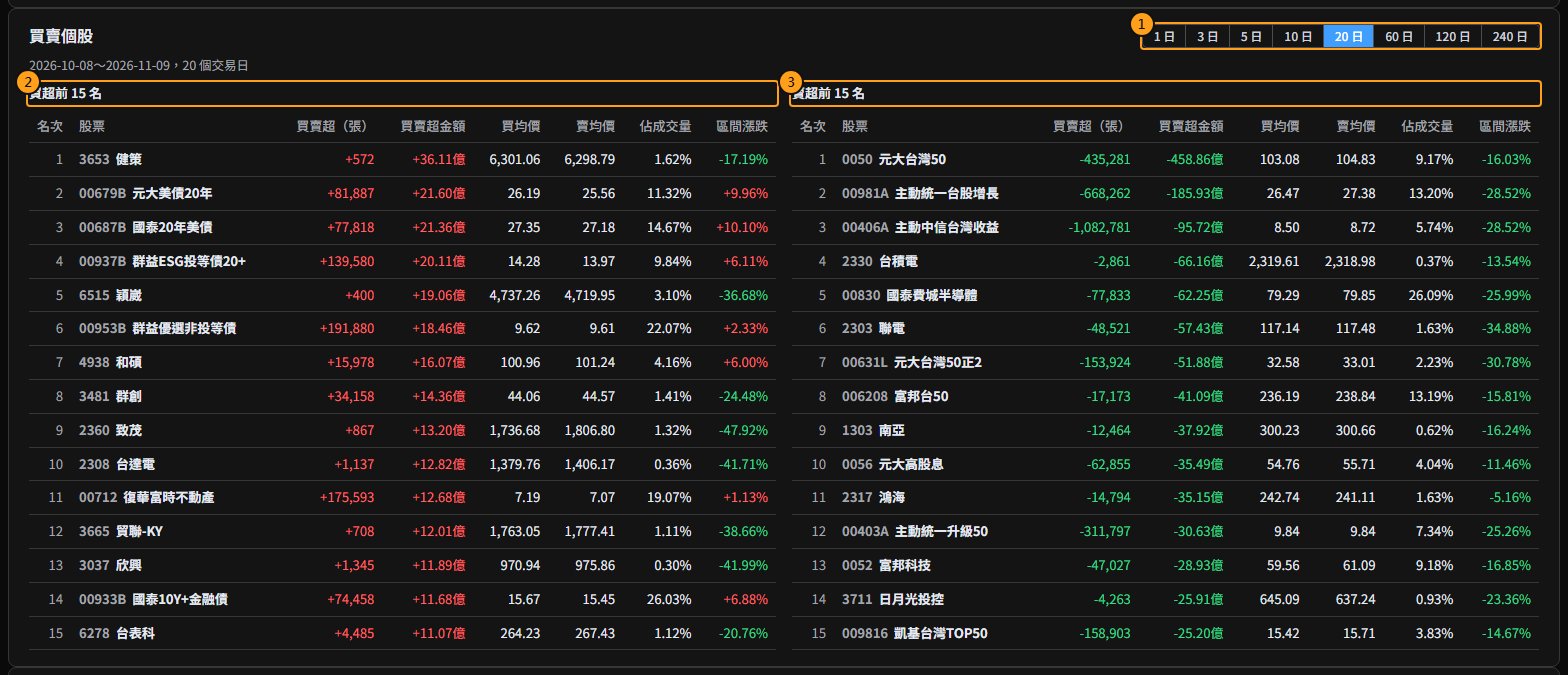 買賣個股
1
1 日 3 日 5 日 10 日 20 日 60 日 120 日 240 日
2026-10-08～2026-11-09，20 個交易日
2
超前 15 名
名次 股票 買賣超（張） 買賣超金額 買均價 賣均價 佔成交量 區間漲跌
1 3653 健策 +572 +36.11億 6,301.06 6,298.79 1.62% -17.19%
2 00679B 元大美債20年 +81,887 +21.60億 26.19 25.56 11.32% +9.96%
3 00687B 國泰20年美債 +77,818 +21.36億 27.35 27.18 14.67% +10.10%
4 00937B 群益ESG投等債20+ +139,580 +20.11億 14.28 13.97 9.84% +6.11%
5 6515 穎崴 +400 +19.06億 4,737.26 4,719.95 3.10% -36.68%
6 00953B 群益優選非投等債 +191,880 +18.46億 9.62 9.61 22.07% +2.33%
7 4938 和碩 +15,978 +16.07億 100.96 101.24 4.16% +6.00%
8 3481 群創 +34,158 +14.36億 44.06 44.57 1.41% -24.48%
9 2360 致茂 +867 +13.20億 1,736.68 1,806.80 1.32% -47.92%
10 2308 台達電 +1,137 +12.82億 1,379.76 1,406.17 0.36% -41.71%
11 00712 復華富時不動產 +175,593 +12.68億 7.19 7.07 19.07% +1.13%
12 3665 貿聯-KY +708 +12.01億 1,763.05 1,777.41 1.11% -38.66%
13 3037 欣興 +1,345 +11.89億 970.94 975.86 0.30% -41.99%
14 00933B 國泰10Y+金融債 +74,458 +11.68億 15.67 15.45 26.03% +6.88%
15 6278 台表科 +4,485 +11.07億 264.23 267.43 1.12% -20.76%
3
超前 15 名
名次 股票 買賣超（張） 買賣超金額 買均價 賣均價 佔成交量 區間漲跌
1 0050 元大台灣50 -435,281 -458.86億 103.08 104.83 9.17% -16.03%
2 00981A 主動統一台股增長 -668,262 -185.93億 26.47 27.38 13.20% -28.52%
3 00406A 主動中信台灣收益 -1,082,781 -95.72億 8.50 8.72 5.74% -28.52%
4 2330 台積電 -2,861 -66.16億 2,319.61 2,318.98 0.37% -13.54%
5 00830 國泰費城半導體 -77,833 -62.25億 79.29 79.85 26.09% -25.99%
6 2303 聯電 -48,521 -57.43億 117.14 117.48 1.63% -34.88%
7 00631L 元大台灣50正2 -153,924 -51.88億 32.58 33.01 2.23% -30.78%
8 006208 富邦台50 -17,173 -41.09億 236.19 238.84 13.19% -15.81%
9 1303 南亞 -12,464 -37.92億 300.23 300.66 0.62% -16.24%
10 0056 元大高股息 -62,855 -35.49億 54.76 55.71 4.04% -11.46%
11 2317 鴻海 -14,794 -35.15億 242.74 241.11 1.63% -5.16%
12 00403A 主動統一升級50 -311,797 -30.63億 9.84 9.84 7.34% -25.26%
13 0052 富邦科技 -47,027 -28.93億 59.56 61.09 9.18% -16.85%
14 3711 日月光投控 -4,263 -25.91億 645.09 637.24 0.93% -23.36%
15 009816 凱基台灣TOP50 -158,903 -25.20億 15.42 15.71 3.83% -14.67%